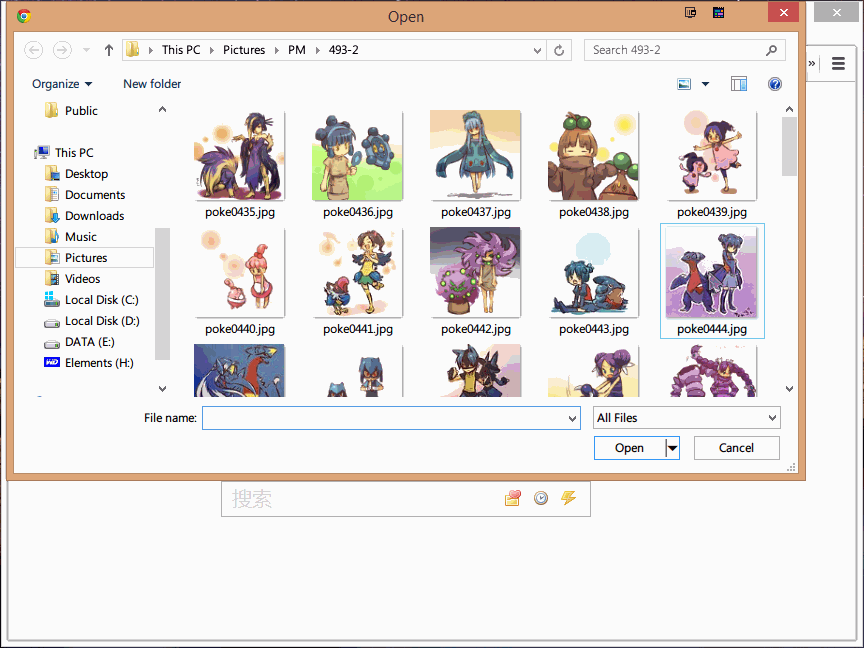 Open
This PC
Pictures
PM
493-2
Search 493-2
»
Organize
New folder
Public
This PC
Desktop
Documents
Downloads
Music
Pictures
Videos
Local Disk (C:)
Local Disk (D:)
DATA (E:)
Elements (H:)
poke0435.jpg
poke0436.jpg
poke0437.jpg
poke0438.jpg
poke0439.jpg
poke0440.jpg
poke0441.jpg
poke0442.jpg
poke0443.jpg
poke0444.jpg
File name:
All Files
Open
Cancel
搜索